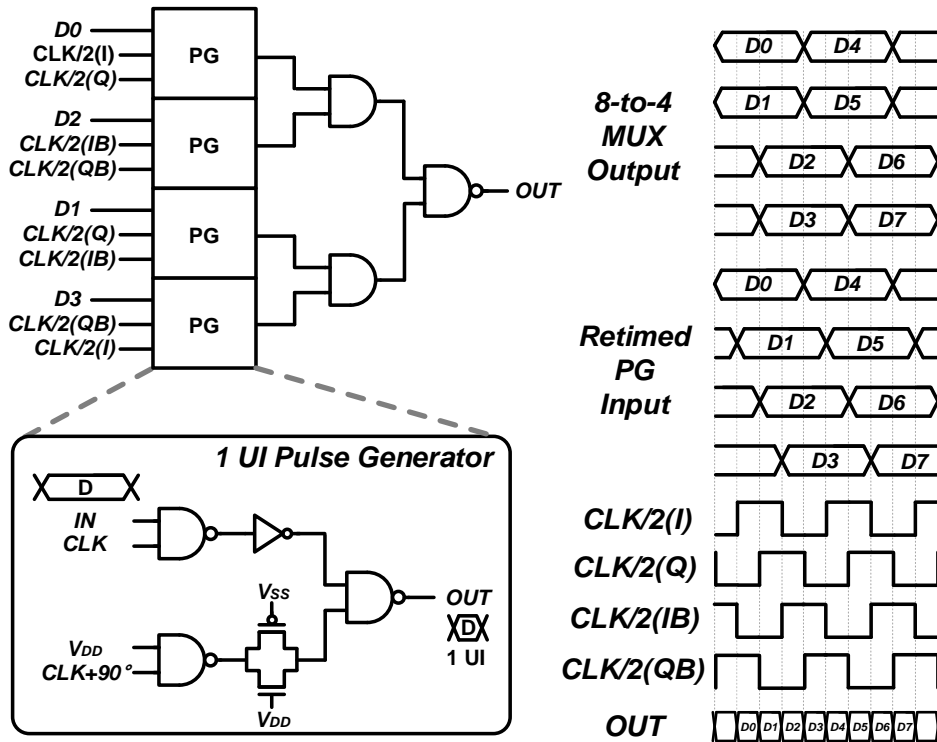 D0
CLK/2(I)
CLK/2(Q)
PG
D2
CLK/2(IB)
CLK/2(QB)
PG
D1
CLK/2(Q)
CLK/2(IB)
PG
D3
CLK/2(QB)
CLK/2(I)
PG
OUT
1 UI Pulse Generator
D
IN
CLK
VSS
VDD
CLK+90°
VDD
OUT
D
1 UI
8-to-4
MUX
Output
D0 D4
D1 D5
D2 D6
D3 D7
Retimed
PG
Input
D0 D4
D1 D5
D2 D6
D3 D7
CLK/2(I)
CLK/2(Q)
CLK/2(IB)
CLK/2(QB)
OUT
D0 D1 D2 D3 D4 D5 D6 D7